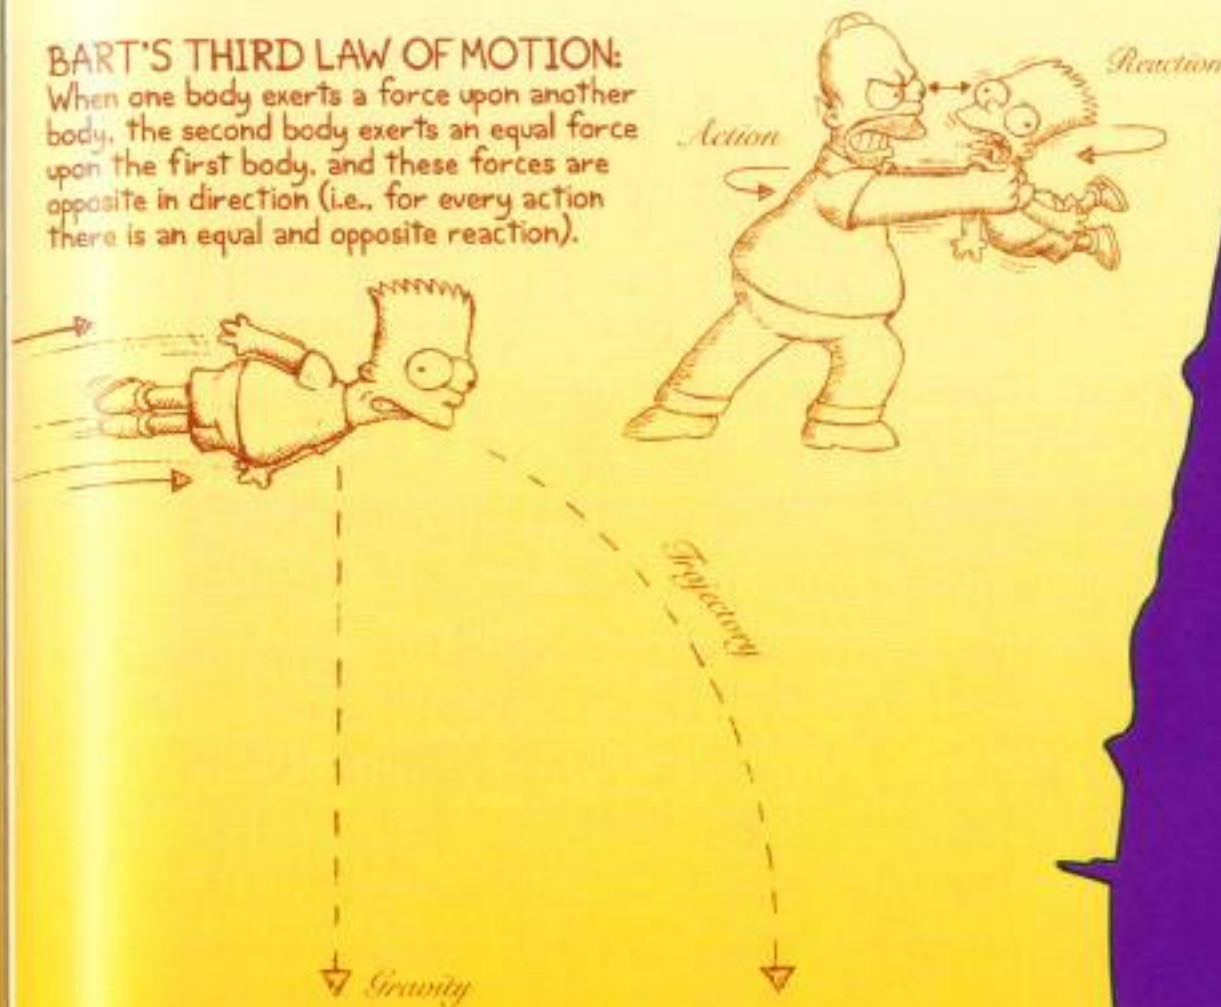 BART'S THIRD LAW OF MOTION:
When one body exerts a force upon another
body, the second body exerts an equal force
upon the first body, and these forces are
opposite in direction (i.e., for every action
there is an equal and opposite reaction).
Action
Reaction
Trajectory
Gravity